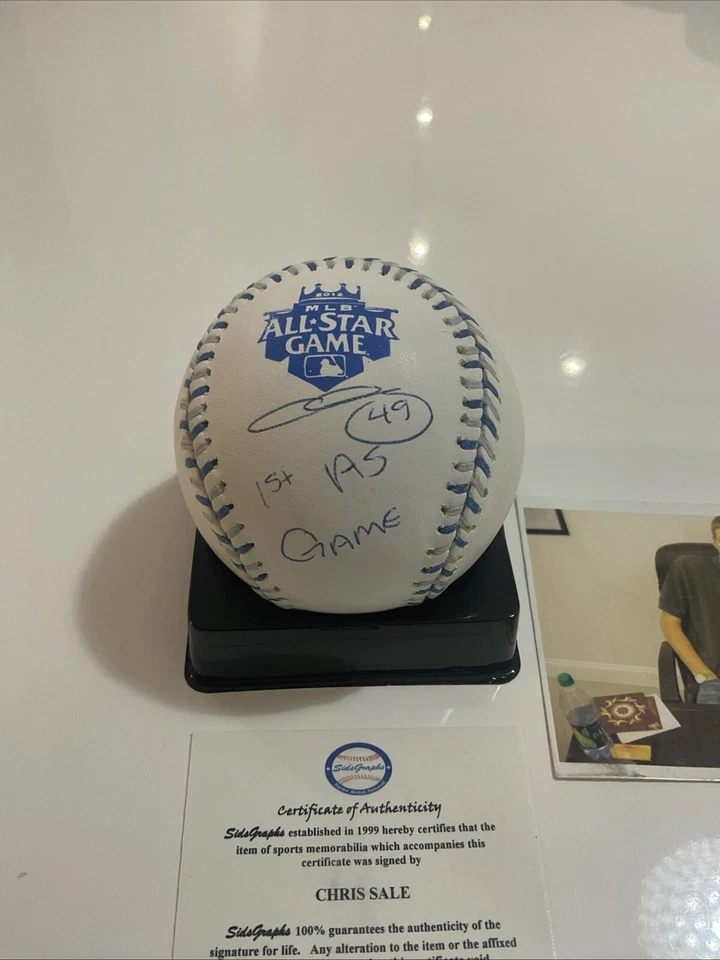 2012
MLB
ALL★STAR
GAME
49
1st AS
GAME
SidsGraphs
Certificate of Authenticity
SidsGraphs established in 1999 hereby certifies that the
item of sports memorabilia which accompanies this
certificate was signed by
CHRIS SALE
SidsGraphs 100% guarantees the authenticity of the
signature for life. Any alteration to the item or the affixed